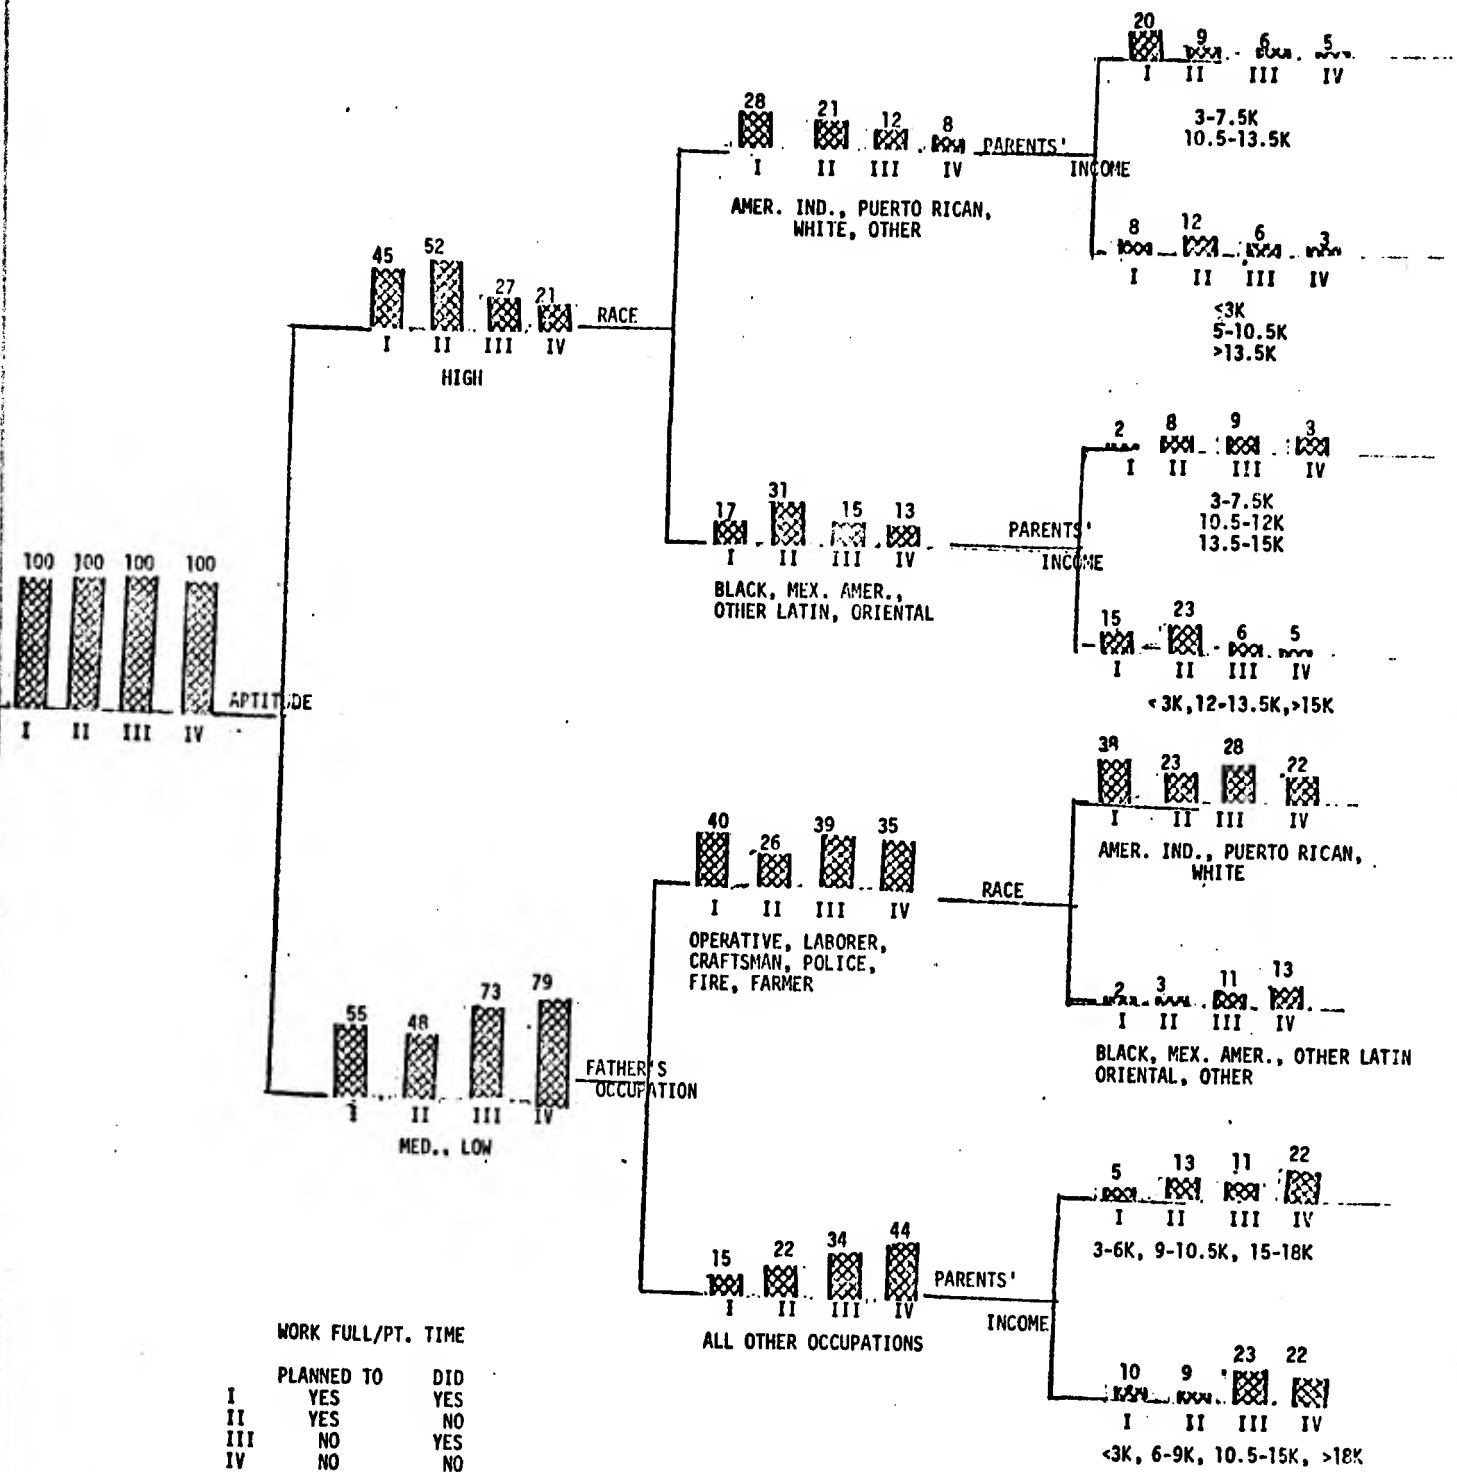 20 9 6 5
I II III IV
3-7.5K
10.5-13.5K
28 21 12 8
I II III IV
PARENTS'
INCOME
AMER. IND., PUERTO RICAN,
WHITE, OTHER
8 12 6 3
I II III IV
<3K
5-10.5K
>13.5K
45 52 27 21
I II III IV
HIGH
RACE
2 8 9 3
I II III IV
3-7.5K
10.5-12K
13.5-15K
17 31 15 13
I II III IV
PARENTS'
INCOME
BLACK, MEX. AMER.,
OTHER LATIN, ORIENTAL
15 23 6 5
I II III IV
<3K,12-13.5K,>15K
100 100 100 100
I II III IV
APTITUDE
23 28 22
I II III IV
AMER. IND., PUERTO RICAN,
WHITE
40 26 39 35
I II III IV
RACE
OPERATIVE, LABORER,
CRAFTSMAN, POLICE,
FIRE, FARMER
2 3 11 13
I II III IV
BLACK, MEX. AMER., OTHER LATIN
ORIENTAL, OTHER
55 48 73 79
I II III IV
MED., LOW
FATHER'S
OCCUPATION
5 13 11 22
I II III IV
3-6K, 9-10.5K, 15-18K
15 22 34 44
I II III IV
PARENTS'
INCOME
ALL OTHER OCCUPATIONS
10 9 23 22
I II III IV
<3K, 6-9K, 10.5-15K, >18K
WORK FULL/PT. TIME
PLANNED TO DID
I YES YES
II YES NO
III NO YES
IV NO NO